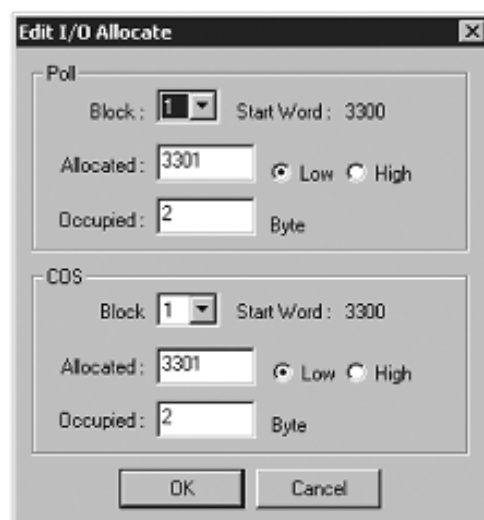 Edit I/O Allocate
Poll
Block : 1 Start Word : 3300
Allocated : 3301 Low High
Occupied : 2 Byte
COS
Block 1 Start Word : 3300
Allocated : 3301 Low High
Occupied : 2 Byte
OK Cancel